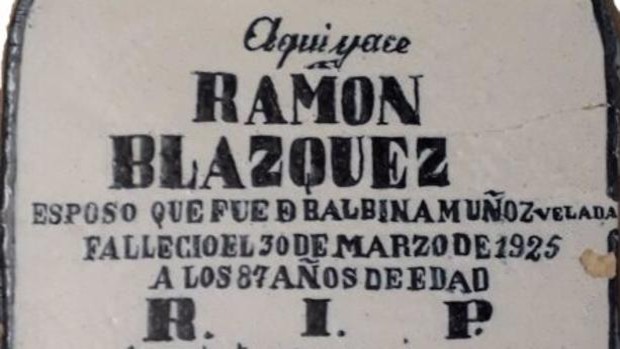 Aqui yace
RAMON
BLAZQUEZ
ESPOSO QUE FUE Đ BALBINA MUÑOZ VELADA
FALLECIO EL 30 DE MARZO DE 1925
A LOS 87 AÑOS DE EDAD
R. I. P.